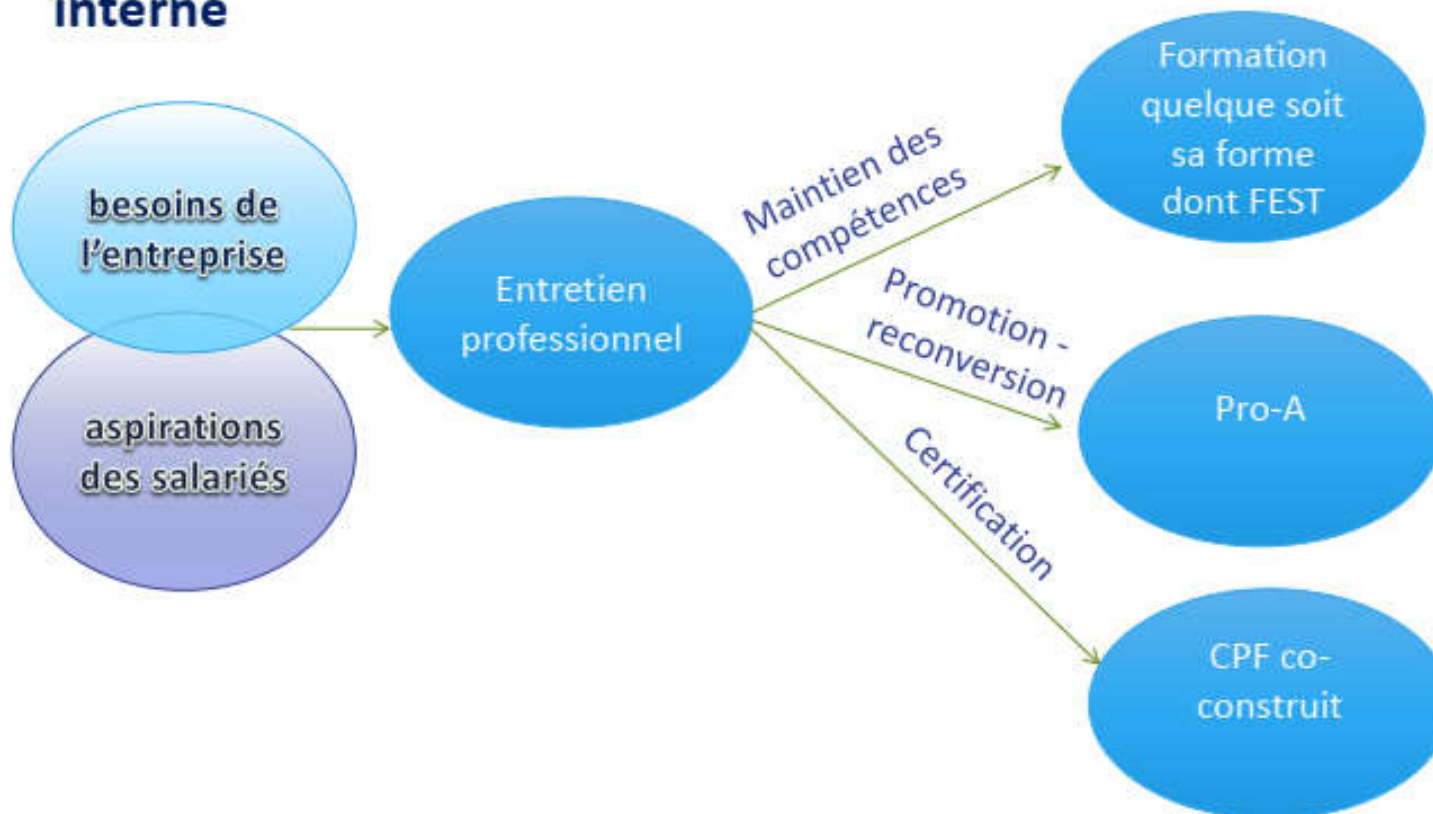 interne
besoins de
l'entreprise
aspirations
des salariés
Entretien
professionnel
Maintien des
compétences
Promotion -
reconversion
Certification
Formation
quelque soit
sa forme
dont FEST
Pro-A
CPF co-
construit